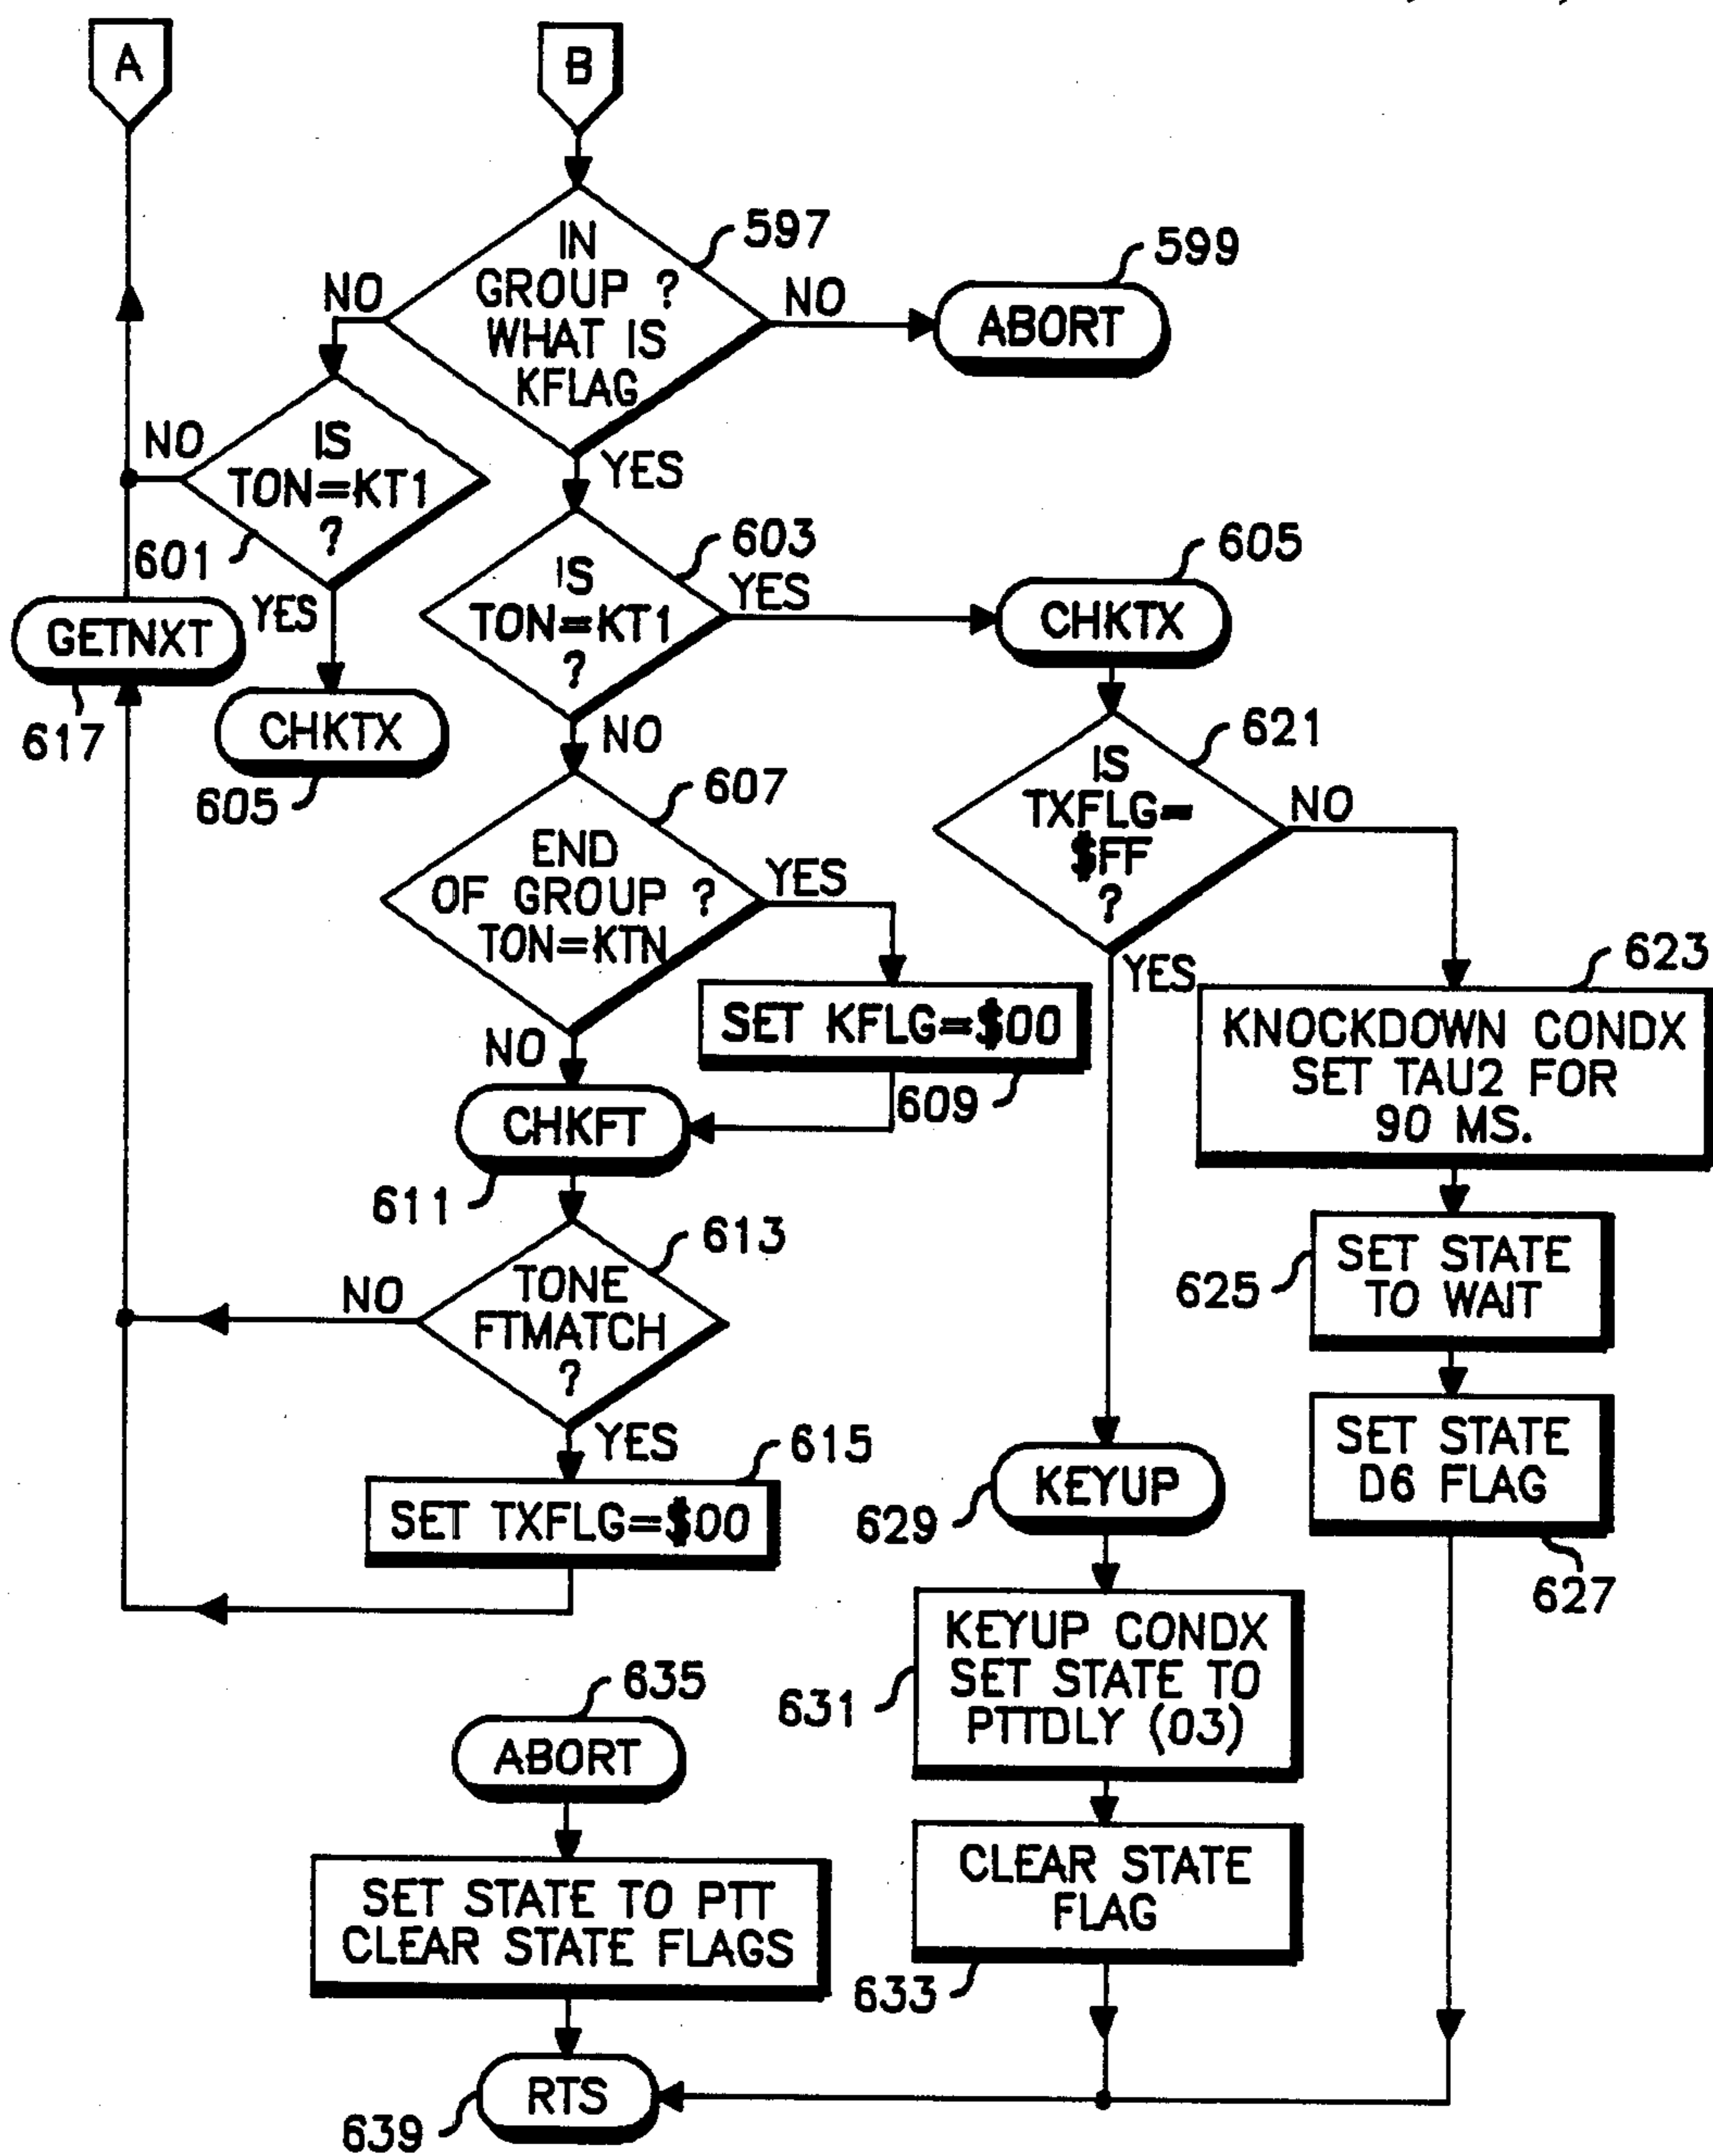 A
B
IN
GROUP ?
WHAT IS
KFLAG
597
NO
NO
599
ABORT
YES
IS
TON=KT1
?
NO
601
YES
GETNXT
617
CHKTX
605
IS
TON=KT1
?
603
YES
605
CHKTX
NO
607
END
OF GROUP ?
TON=KTN
YES
IS
TXFLG=
$FF
?
621
NO
YES
623
SET KFLG=$00
609
NO
KNOCKDOWN CONDX
SET TAU2 FOR
90 MS.
CHKFT
611
613
TONE
FTMATCH
?
NO
YES
625
SET STATE
TO WAIT
615
SET TXFLG=$00
SET STATE
D6 FLAG
627
KEYUP
629
KEYUP CONDX
SET STATE TO
PTTDLY (03)
631
635
ABORT
SET STATE TO PTT
CLEAR STATE FLAGS
CLEAR STATE
FLAG
633
RTS
639